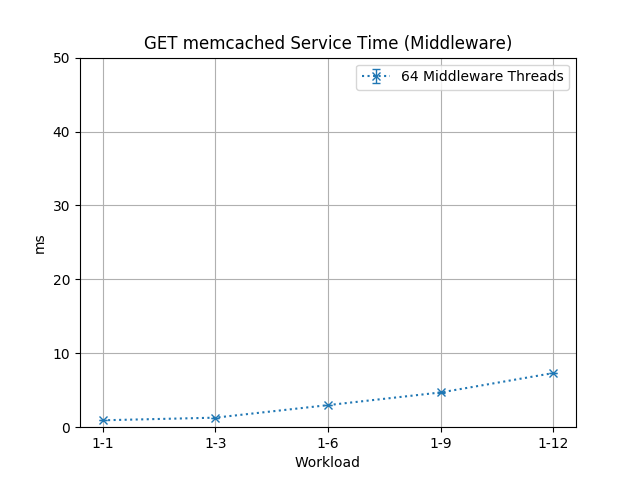 GET memcached Service Time (Middleware)
64 Middleware Threads
50
40
30
20
10
0
ms
1-1 1-3 1-6 1-9 1-12
Workload